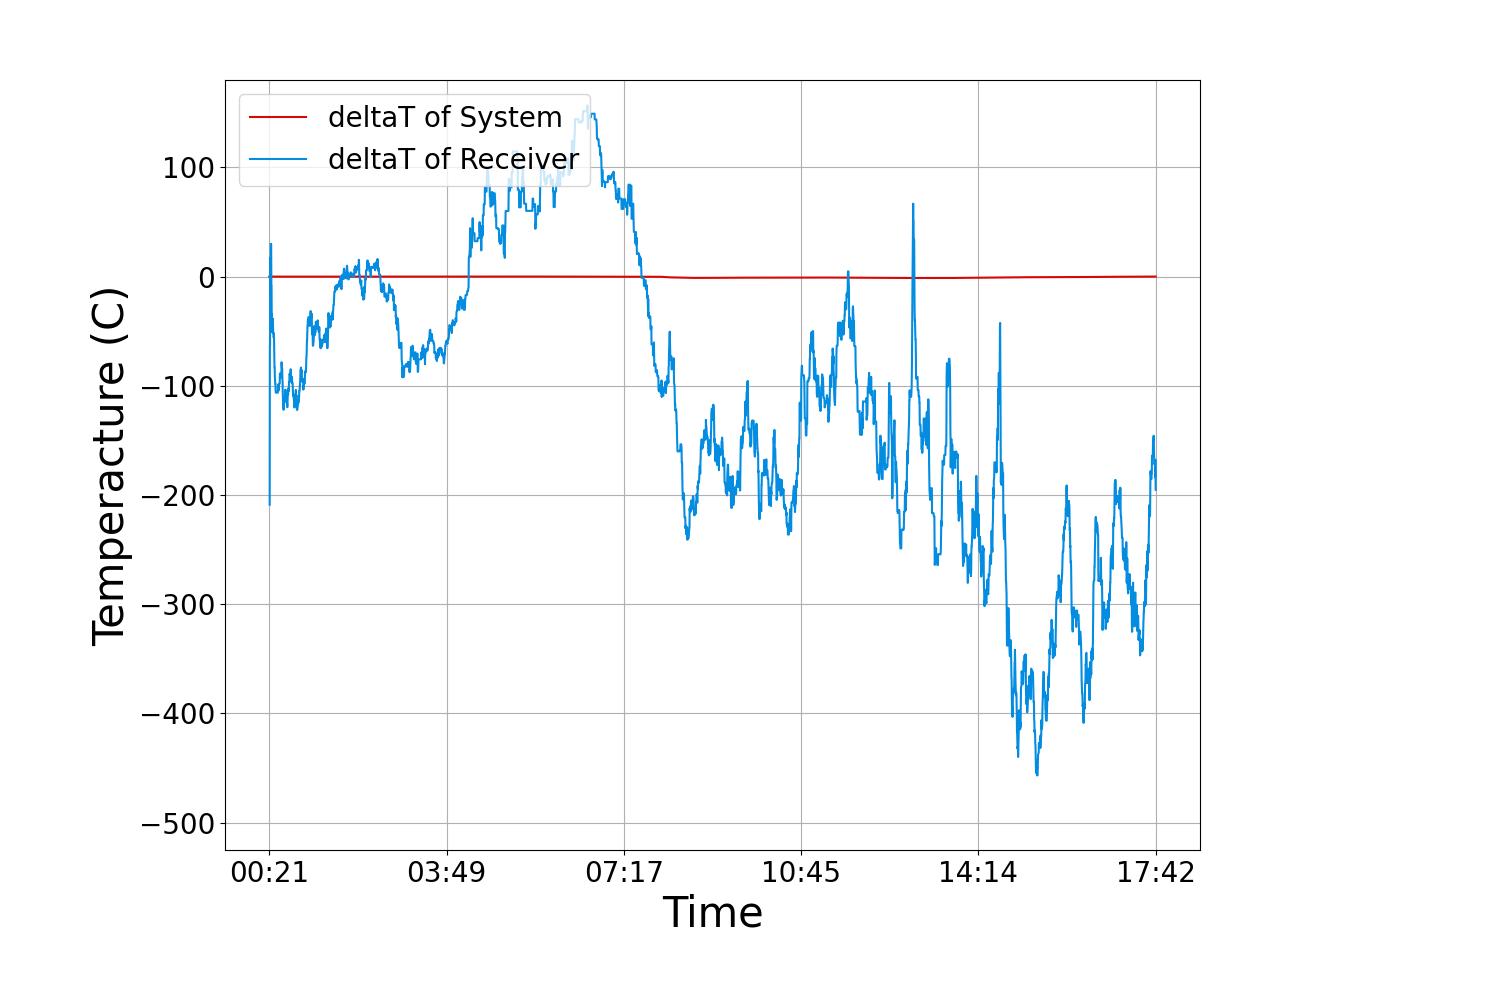 deltaT of System
deltaT of Receiver
100
0
−100
−200
−300
−400
−500
Temperacture (C)
00:21 03:49 07:17 10:45 14:14 17:42
Time